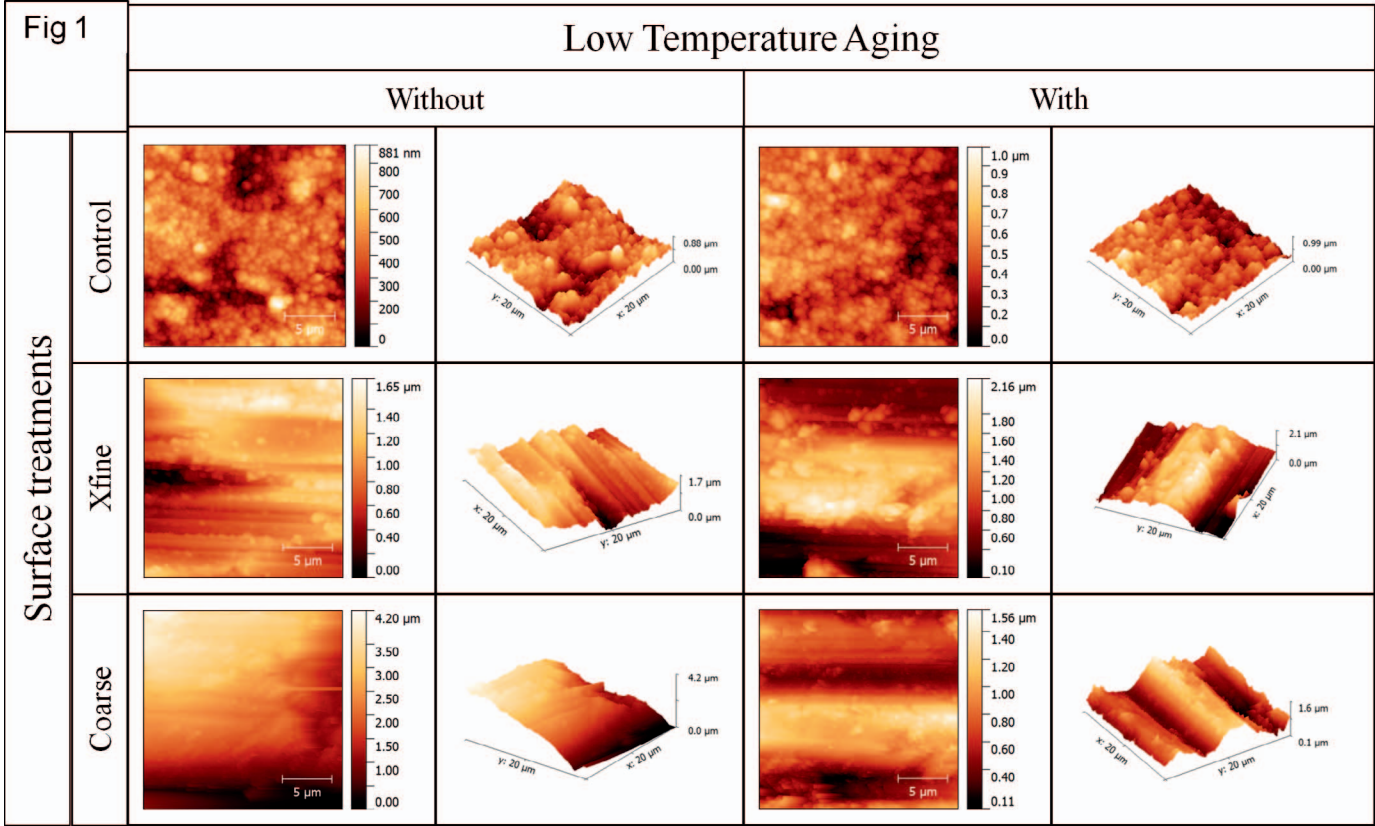 Fig 1
Low Temperature Aging
Without
With
Surface treatments
Control
881 nm
800
700
600
500
400
300
200
100
0
5 µm
0.88 µm
0.00 µm
y: 20 µm
x: 20 µm
1.0 µm
0.9
0.8
0.7
0.6
0.5
0.4
0.3
0.2
0.0
5 µm
0.99 µm
0.00 µm
y: 20 µm
x: 20 µm
Xfine
1.65 µm
1.40
1.20
1.00
0.80
0.60
0.40
0.00
5 µm
1.7 µm
0.0 µm
x: 20 µm
y: 20 µm
2.16 µm
1.80
1.60
1.40
1.20
1.00
0.80
0.60
0.10
5 µm
2.1 µm
0.0 µm
y: 20 µm
x: 20 µm
Coarse
4.20 µm
3.50
3.00
2.50
2.00
1.50
1.00
0.00
5 µm
4.2 µm
0.0 µm
y: 20 µm
x: 20 µm
1.56 µm
1.40
1.20
1.00
0.80
0.60
0.40
0.11
5 µm
1.6 µm
0.1 µm
x: 20 µm
y: 20 µm